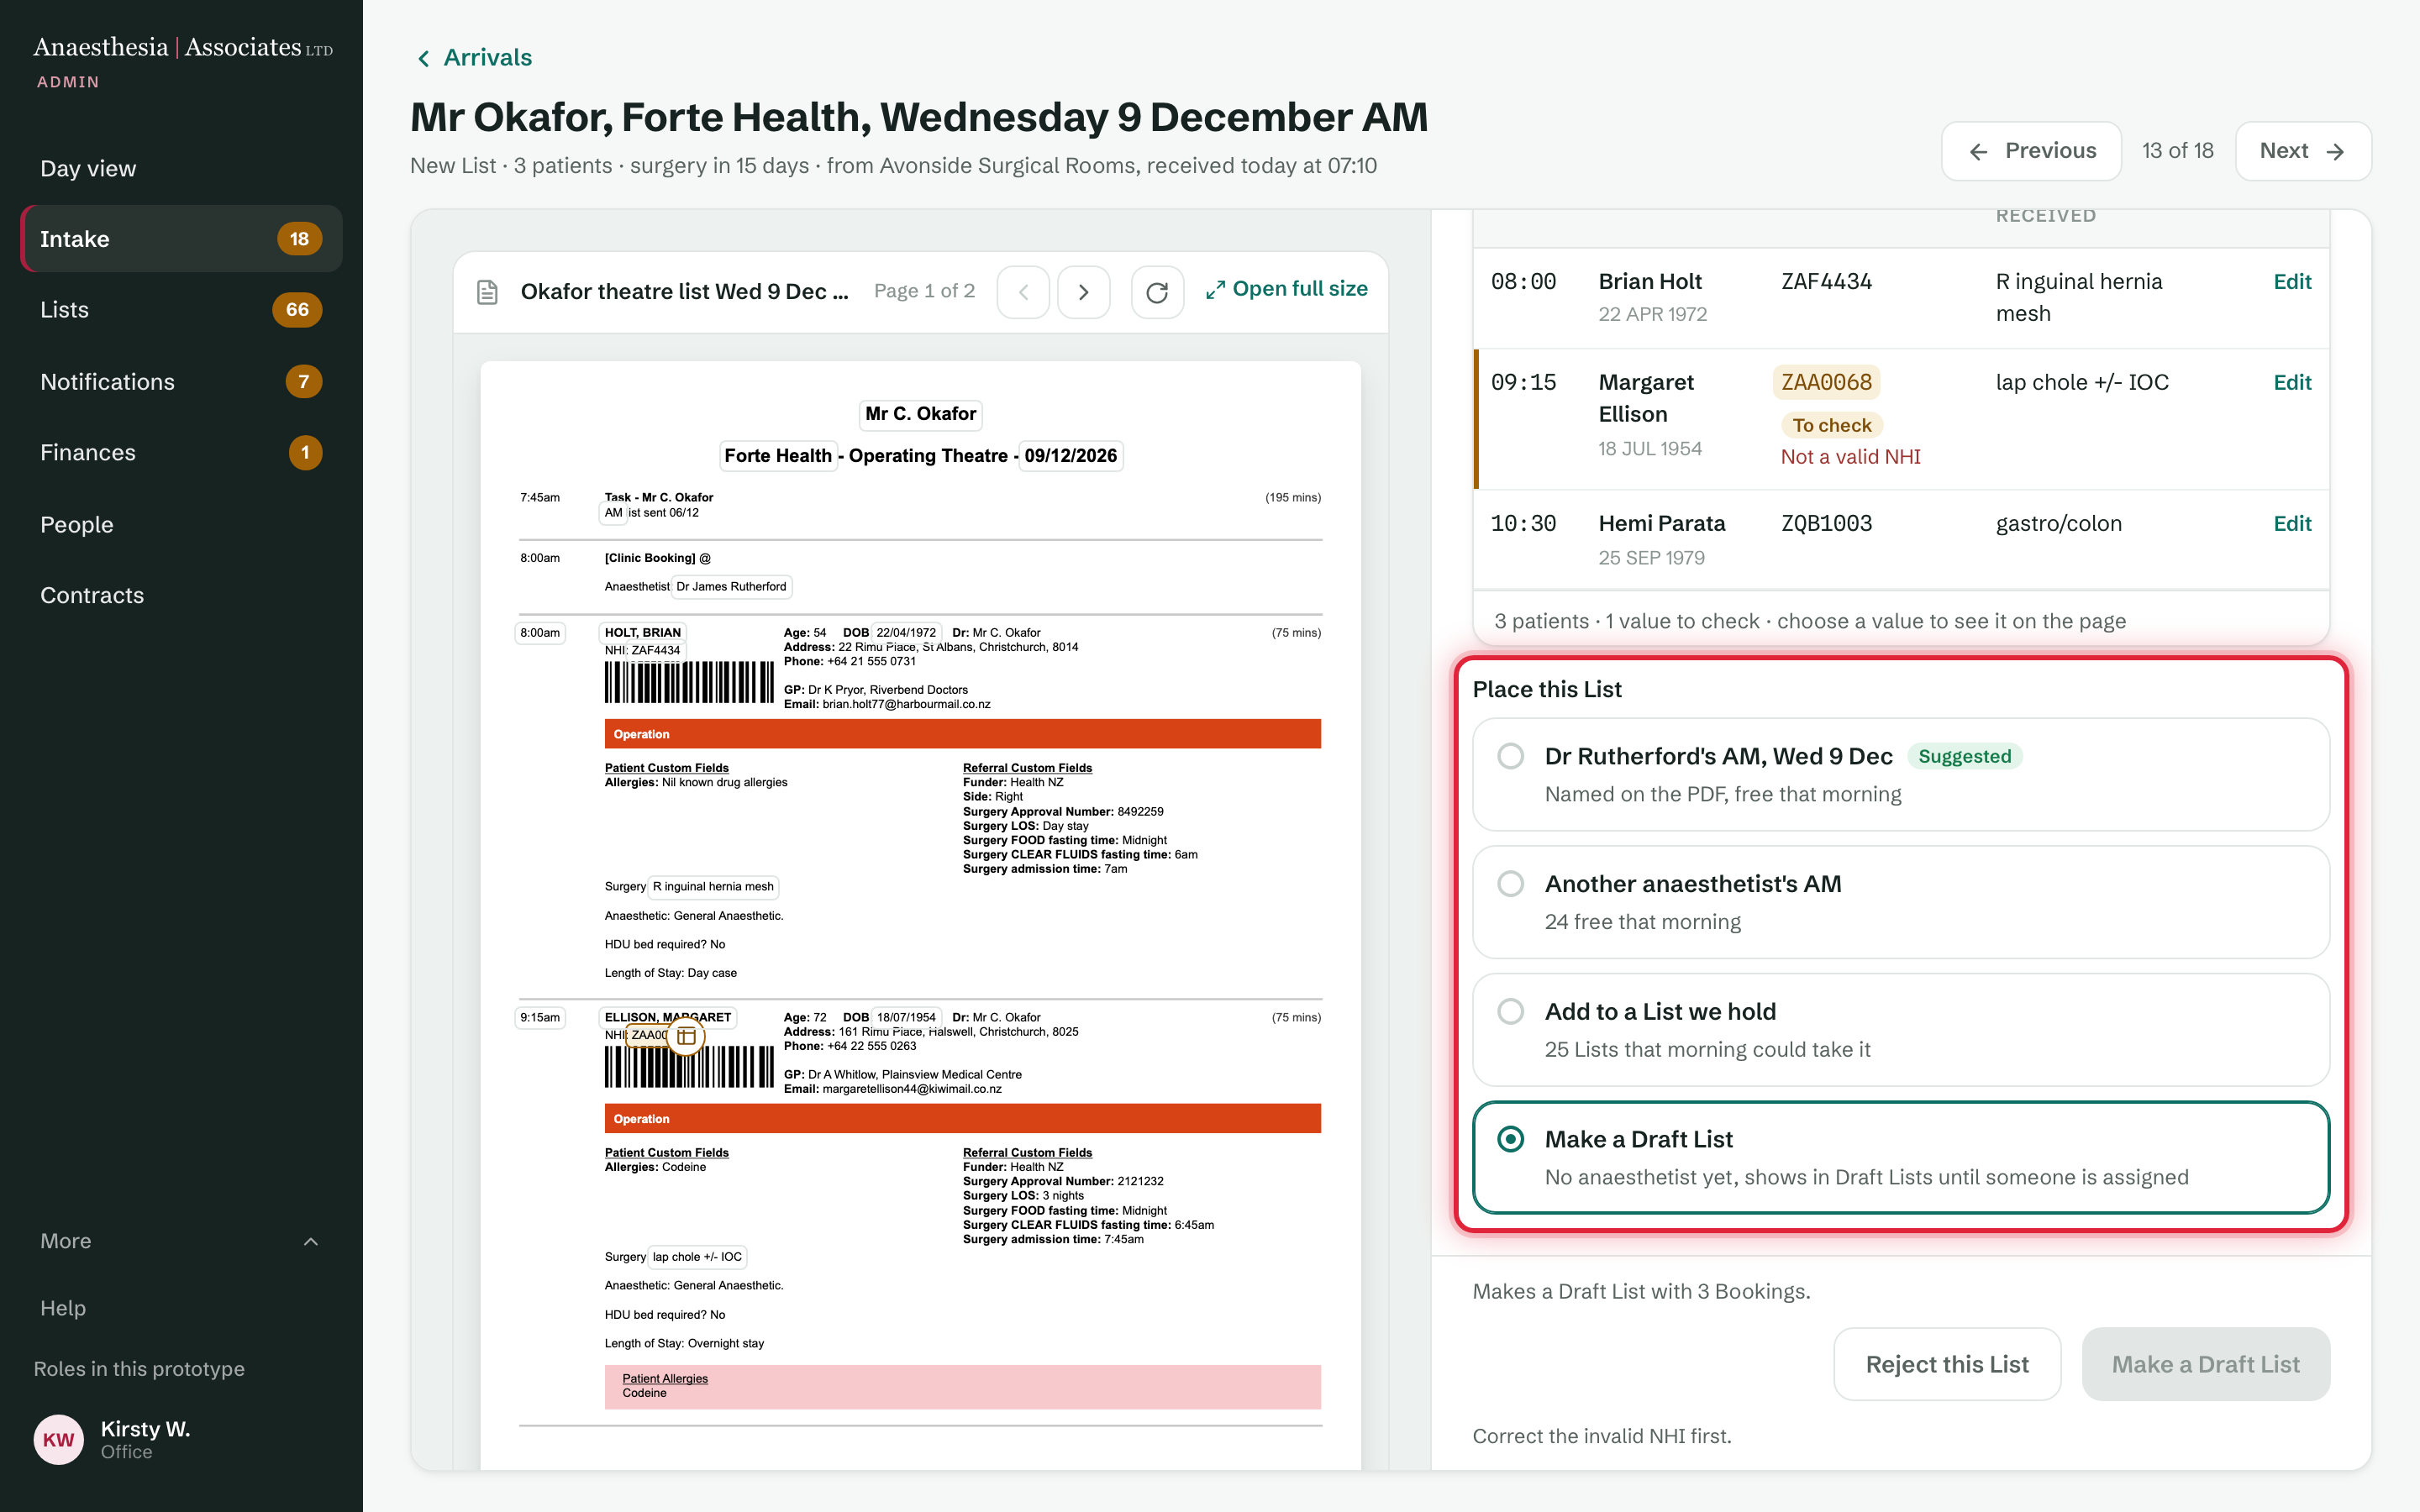 Anaesthesia | Associates LTD
ADMIN
Day view
Intake 18
Lists 66
Notifications 7
Finances 1
People
Contracts
More
Help
Roles in this prototype
KW
Kirsty W.
Office
Arrivals
Mr Okafor, Forte Health, Wednesday 9 December AM
New List · 3 patients · surgery in 15 days · from Avonside Surgical Rooms, received today at 07:10
Previous
13 of 18
Next
Okafor theatre list Wed 9 Dec ...
Page 1 of 2
Open full size
Mr C. Okafor
Forte Health - Operating Theatre - 09/12/2026
7:45am Task - Mr C. Okafor (195 mins)
AM ist sent 06/12
8:00am [Clinic Booking] @
Anaesthetist Dr James Rutherford
8:00am HOLT, BRIAN Age: 54 DOB 22/04/1972 Dr: Mr C. Okafor (75 mins)
NHI: ZAF4434 Address: 22 Rimu Place, St Albans, Christchurch, 8014
Phone: +64 21 555 0731
GP: Dr K Pryor, Riverbend Doctors
Email: brian.holt77@harbourmail.co.nz
Operation
Patient Custom Fields
Allergies: Nil known drug allergies
Referral Custom Fields
Funder: Health NZ
Side: Right
Surgery Approval Number: 8492259
Surgery LOS: Day stay
Surgery FOOD fasting time: Midnight
Surgery CLEAR FLUIDS fasting time: 6am
Surgery admission time: 7am
Surgery R inguinal hernia mesh
Anaesthetic: General Anaesthetic.
HDU bed required? No
Length of Stay: Day case
9:15am ELLISON, MARGARET Age: 72 DOB 18/07/1954 Dr: Mr C. Okafor (75 mins)
NHI: ZAA00 Address: 161 Rimu Place, Halswell, Christchurch, 8025
Phone: +64 22 555 0263
GP: Dr A Whitlow, Plainsview Medical Centre
Email: margaretellison44@kiwimail.co.nz
Operation
Patient Custom Fields
Allergies: Codeine
Referral Custom Fields
Funder: Health NZ
Surgery Approval Number: 2121232
Surgery LOS: 3 nights
Surgery FOOD fasting time: Midnight
Surgery CLEAR FLUIDS fasting time: 6:45am
Surgery admission time: 7:45am
Surgery lap chole +/- IOC
Anaesthetic: General Anaesthetic.
HDU bed required? No
Length of Stay: Overnight stay
Patient Allergies
Codeine
RECEIVED
08:00 Brian Holt ZAF4434 R inguinal hernia mesh Edit
22 APR 1972
09:15 Margaret Ellison ZAA0068 lap chole +/- IOC Edit
To check
18 JUL 1954 Not a valid NHI
10:30 Hemi Parata ZQB1003 gastro/colon Edit
25 SEP 1979
3 patients · 1 value to check · choose a value to see it on the page
Place this List
Dr Rutherford's AM, Wed 9 Dec Suggested
Named on the PDF, free that morning
Another anaesthetist's AM
24 free that morning
Add to a List we hold
25 Lists that morning could take it
Make a Draft List
No anaesthetist yet, shows in Draft Lists until someone is assigned
Makes a Draft List with 3 Bookings.
Reject this List
Make a Draft List
Correct the invalid NHI first.